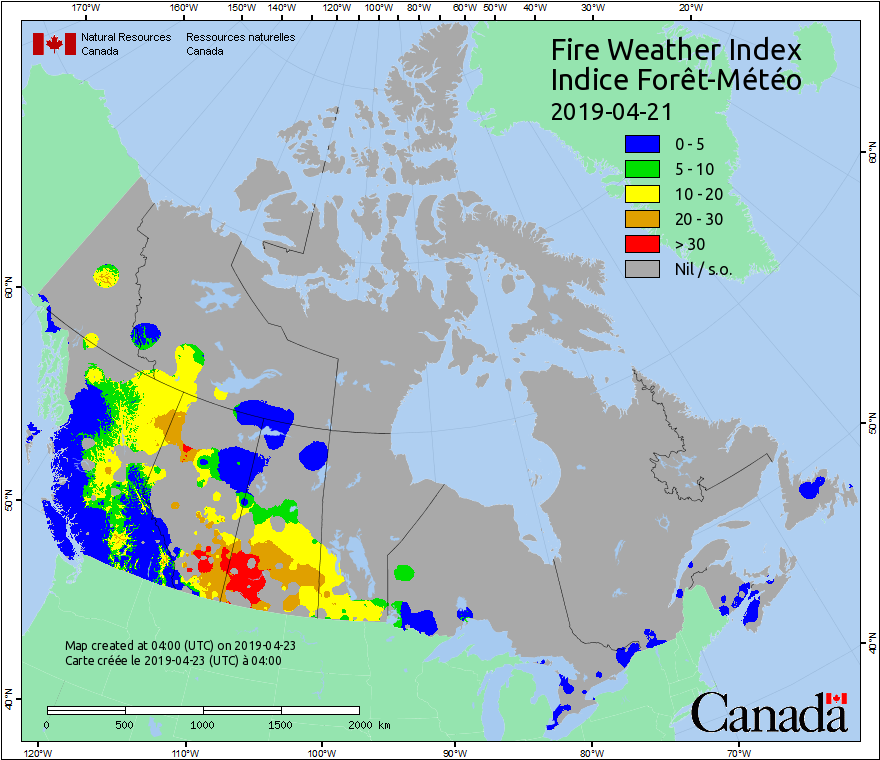 170°W 160°W 150°W 140°W 130°W 120°W 110°W 100°W 90°W 80°W 70°W 60°W 50°W 40°W 30°W 20°W
Natural Resources Canada
Ressources naturelles Canada
Fire Weather Index
Indice Forêt-Météo
2019-04-21
0 - 5
5 - 10
10 - 20
20 - 30
> 30
Nil / s.o.
60°N
50°N
40°N
60°N
50°N
40°N
Map created at 04:00 (UTC) on 2019-04-23
Carte créée le 2019-04-23 (UTC) à 04:00
0 500 1000 1500 2000 km
Canada
120°W 110°W 100°W 90°W 80°W 70°W